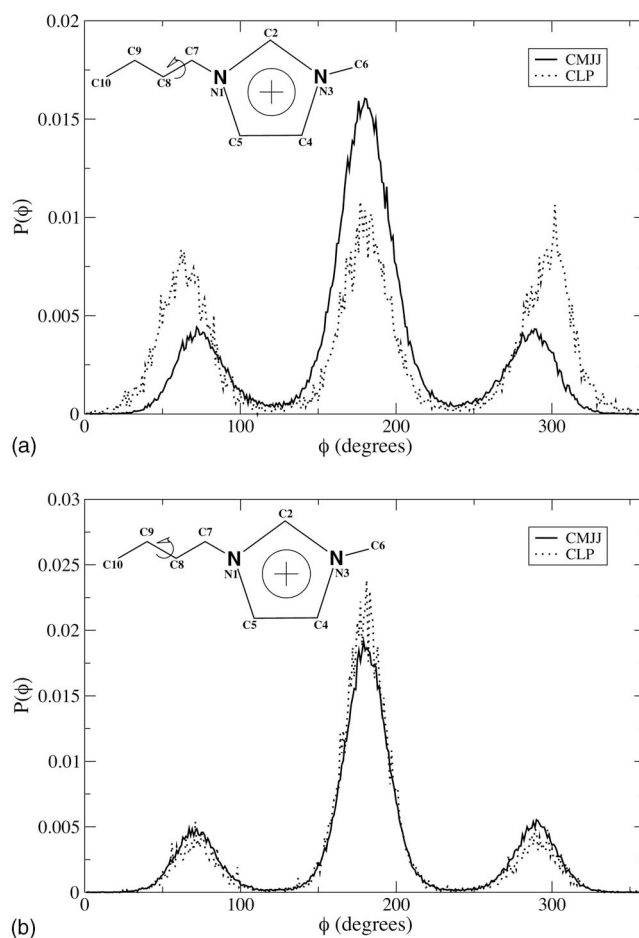 0.02
0.015
0.01
0.005
0
P(ϕ)
C9
C7
C10
C8
C2
N
N1
N
N3
C6
C5
C4
CMJJ
CLP
0
100
200
300
ϕ (degrees)
(a)
0.03
0.025
0.02
0.015
0.01
0.005
0
P(ϕ)
C9
C7
C10
C8
C2
N
N1
N
N3
C6
C5
C4
CMJJ
CLP
0
100
200
300
ϕ (degrees)
(b)